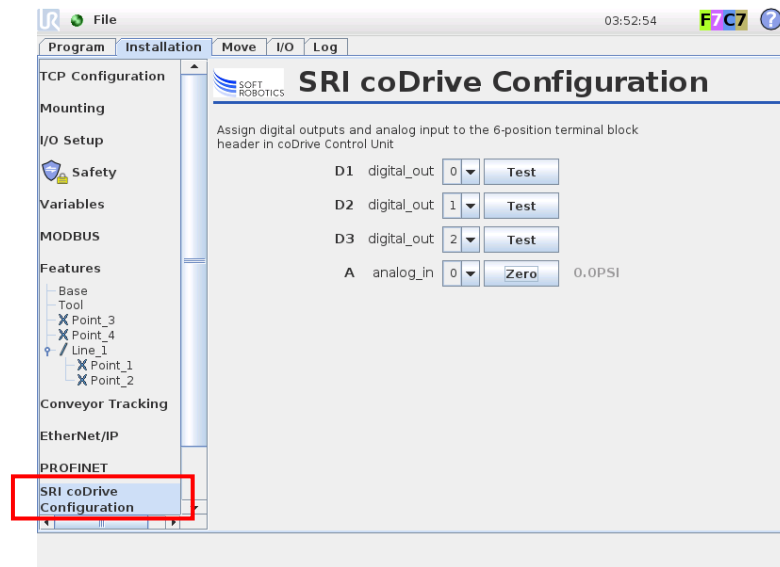 UR File 03:52:54 F7C7 ?
Program Installation Move I/O Log
TCP Configuration
Mounting
I/O Setup
Safety
Variables
MODBUS
Features
Base
Tool
Point_3
Point_4
Line_1
Point_1
Point_2
Conveyor Tracking
EtherNet/IP
PROFINET
SRI coDrive
Configuration
SOFT
ROBOTICS
SRI coDrive Configuration
Assign digital outputs and analog input to the 6-position terminal block
header in coDrive Control Unit
D1 digital_out 0 Test
D2 digital_out 1 Test
D3 digital_out 2 Test
A analog_in 0 Zero 0.0PSI